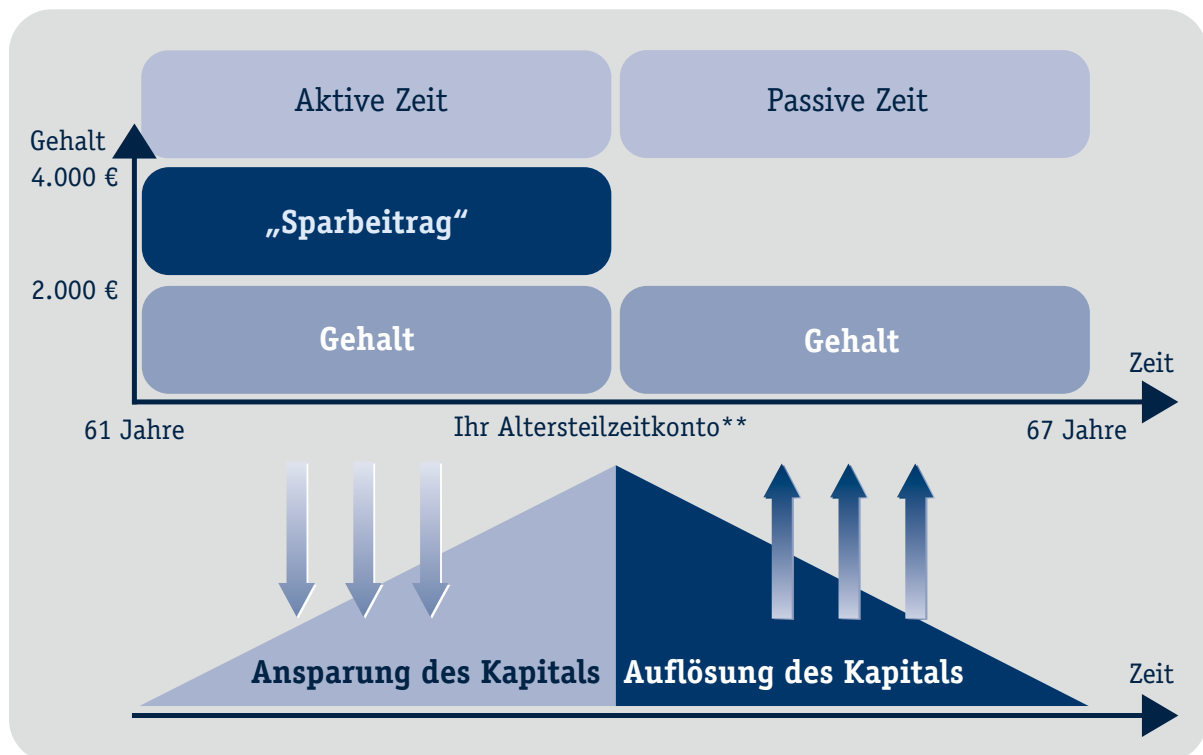 Aktive Zeit
Passive Zeit
Gehalt
4.000 €
„Sparbeitrag“
2.000 €
Gehalt
Gehalt
Zeit
61 Jahre
Ihr Altersteilzeitkonto**
67 Jahre
Ansparung des Kapitals
Auflösung des Kapitals
Zeit